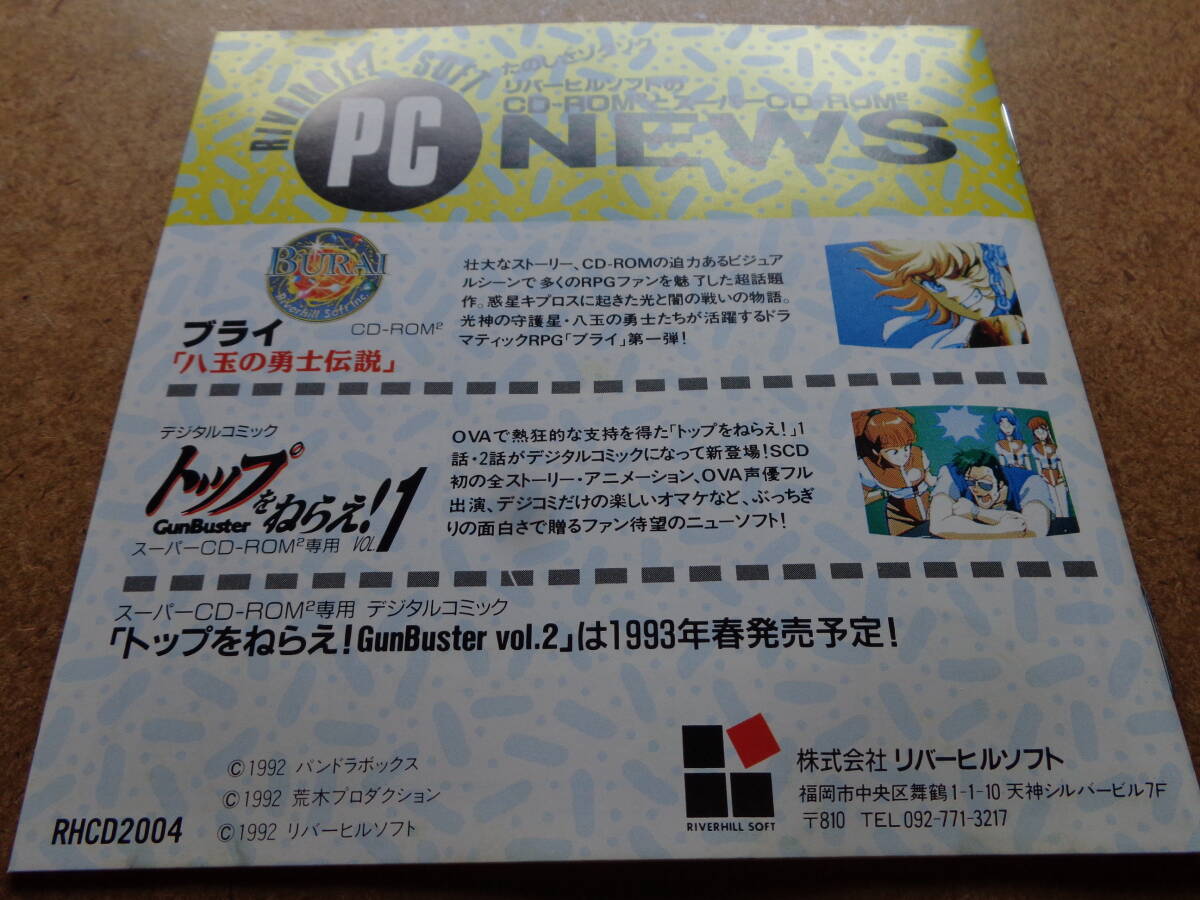 RIVERHILL SOFT
PC
たのしさゾクゾク
リバーヒルソフトの
CD-ROM²とスーパーCD-ROM²
NEWS
BURAI
Riverhill Soft Inc.
ブライ CD-ROM²
「八玉の勇士伝説」
壮大なストーリー、CD-ROMの迫力あるビジュア
ルシーンで多くのRPGファンを魅了した超話題
作。惑星キプロスに起きた光と闇の戦いの物語。
光神の守護星・八玉の勇士たちが活躍するドラ
マティックRPG「ブライ」第一弾!
デジタルコミック
トップをねらえ!1
GunBuster
スーパーCD-ROM²専用 VOL.
OVAで熱狂的な支持を得た「トップをねらえ!」1
話・2話がデジタルコミックになって新登場!SCD
初の全ストーリー・アニメーション、OVA声優フル
出演、デジコミだけの楽しいオマケなど、ぶっちぎ
りの面白さで贈るファン待望のニューソフト!
スーパーCD-ROM²専用 デジタルコミック
「トップをねらえ!GunBuster vol.2」は1993年春発売予定!
©1992 パンドラボックス
©1992 荒木プロダクション
RHCD2004 ©1992 リバーヒルソフト
RIVERHILL SOFT
株式会社 リバーヒルソフト
福岡市中央区舞鶴1-1-10 天神シルバービル7F
〒810 TEL 092-771-3217